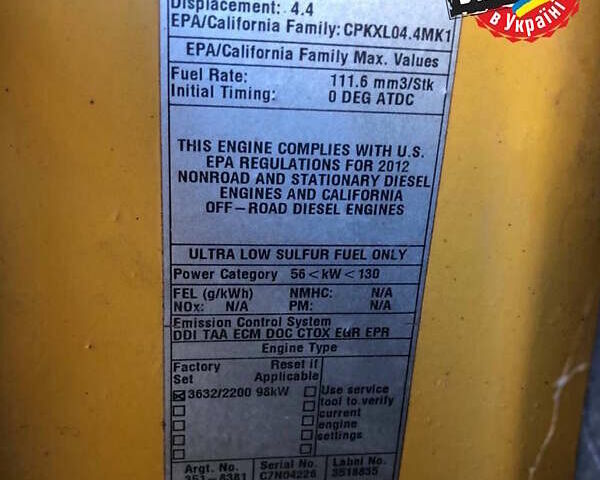 Displacement: 4.4
EPA/California Family: CPKXL04.4MK1
EPA/California Family Max. Values
Fuel Rate: 111.6 mm3/Stk
Initial Timing: 0 DEG ATDC
THIS ENGINE COMPLIES WITH U.S.
EPA REGULATIONS FOR 2012
NONROAD AND STATIONARY DIESEL
ENGINES AND CALIFORNIA
OFF-ROAD DIESEL ENGINES
ULTRA LOW SULFUR FUEL ONLY
Power Category 56<kW<130
FEL (g/kWh) NMHC: N/A
NOx: N/A PM: N/A
Emission Control System
DDI TAA ECM DOC CTOX EGR EPR
Engine Type
Factory Set
Reset if Applicable
3632/2200 98kW
Use service
tool to verify
current
engine
settings
Argt. No. Serial No. Label No.
C7N04226 3518835
в Україні